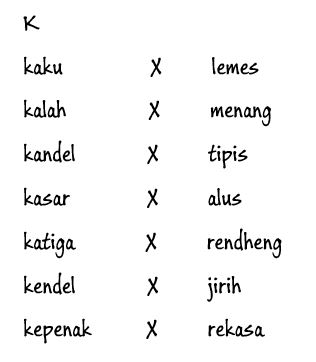 K
kaku X lemes
kalah X menang
kandel X tipis
kasar X alus
katiga X rendheng
kendel X jirih
kepenak X rekasa